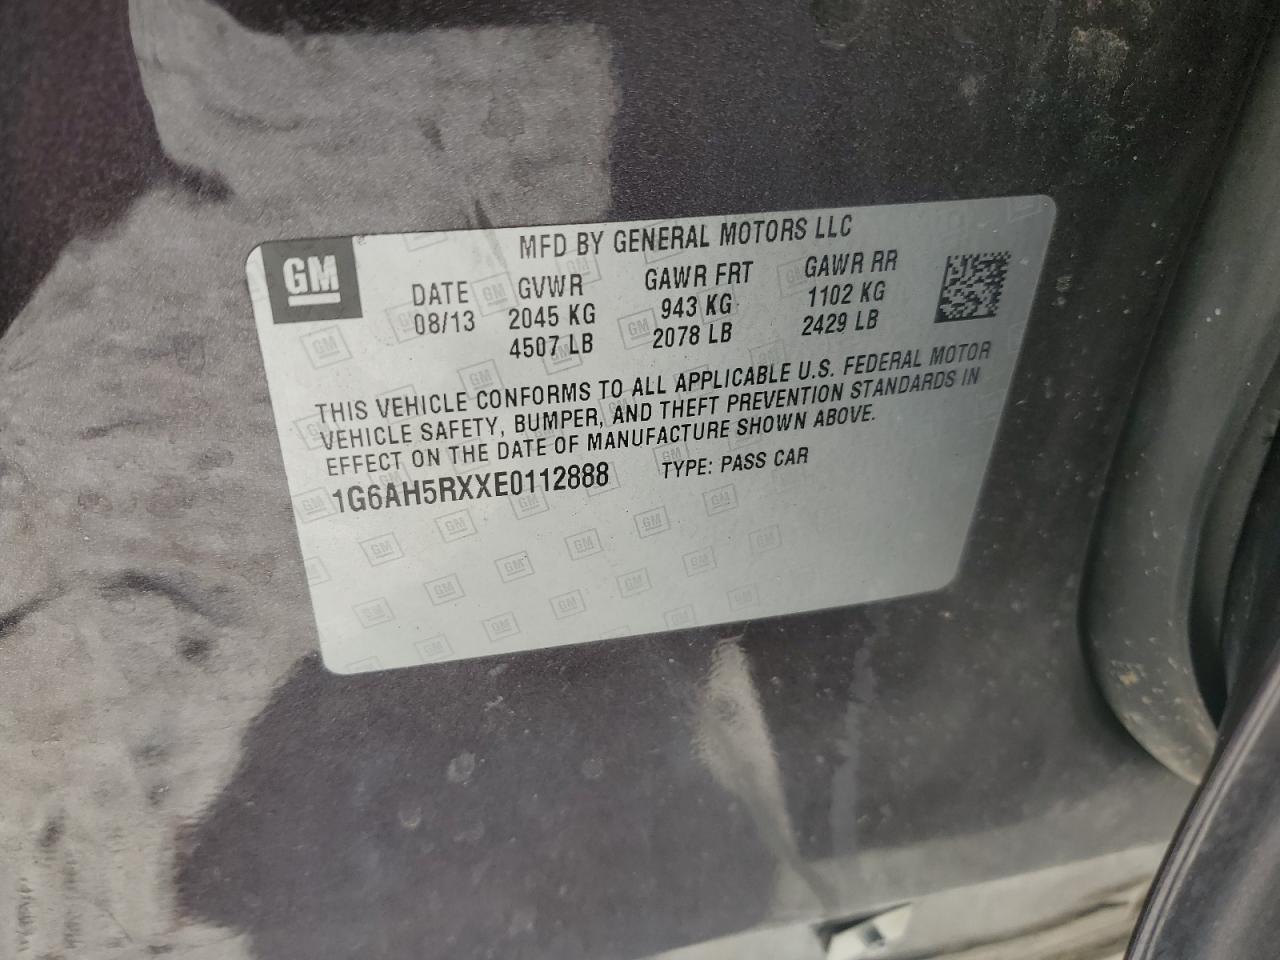 GM
MFD BY GENERAL MOTORS LLC
DATE GVWR GAWR FRT GAWR RR
08/13 2045 KG 943 KG 1102 KG
4507 LB 2078 LB 2429 LB
THIS VEHICLE CONFORMS TO ALL APPLICABLE U.S. FEDERAL MOTOR
VEHICLE SAFETY, BUMPER, AND THEFT PREVENTION STANDARDS IN
EFFECT ON THE DATE OF MANUFACTURE SHOWN ABOVE.
1G6AH5RXXE0112888 TYPE: PASS CAR